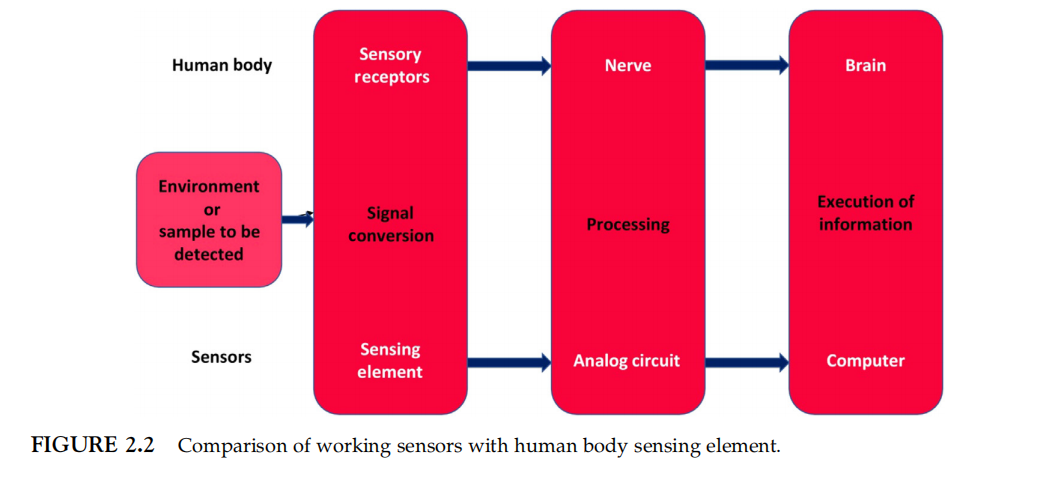 Human body
Sensory
receptors
Nerve
Brain
Environment
or
sample to be
detected
Signal
conversion
Processing
Execution of
information
Sensors
Sensing
element
Analog circuit
Computer
FIGURE 2.2 Comparison of working sensors with human body sensing element.